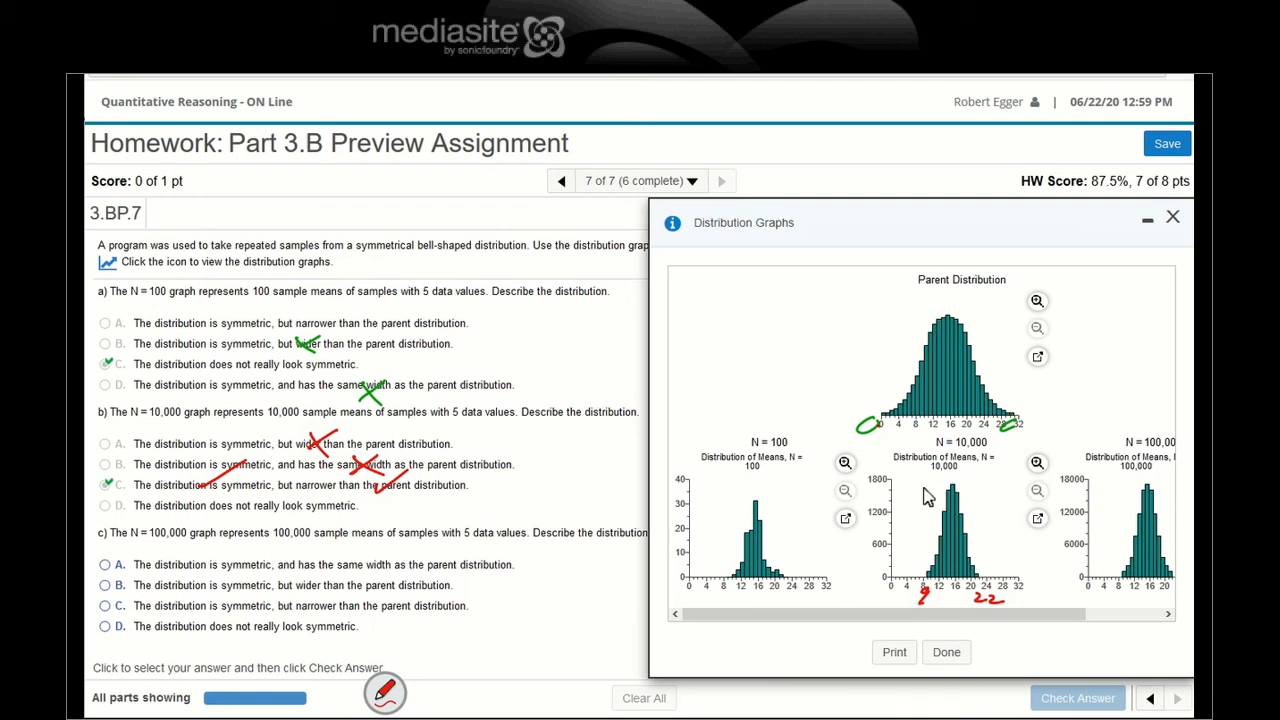 mediasite
by sonicfoundry
Quantitative Reasoning - ON Line
Robert Egger | 06/22/20 12:59 PM
Homework: Part 3.B Preview Assignment
Save
Score: 0 of 1 pt
7 of 7 (6 complete)
HW Score: 87.5%, 7 of 8 pts
3.BP.7
A program was used to take repeated samples from a symmetrical bell-shaped distribution. Use the distribution grap
Click the icon to view the distribution graphs.
a) The N = 100 graph represents 100 sample means of samples with 5 data values. Describe the distribution.
A. The distribution is symmetric, but narrower than the parent distribution.
B. The distribution is symmetric, but wider than the parent distribution.
C. The distribution does not really look symmetric.
D. The distribution is symmetric, and has the same width as the parent distribution.
b) The N = 10,000 graph represents 10,000 sample means of samples with 5 data values. Describe the distribution.
A. The distribution is symmetric, but wider than the parent distribution.
B. The distribution is symmetric, and has the same width as the parent distribution.
C. The distribution is symmetric, but narrower than the parent distribution.
D. The distribution does not really look symmetric.
c) The N = 100,000 graph represents 100,000 sample means of samples with 5 data values. Describe the distribution
A. The distribution is symmetric, and has the same width as the parent distribution.
B. The distribution is symmetric, but wider than the parent distribution.
C. The distribution is symmetric, but narrower than the parent distribution.
D. The distribution does not really look symmetric.
Click to select your answer and then click Check Answer
All parts showing
Clear All
Check Answer
Distribution Graphs
Parent Distribution
0 4 8 12 16 20 24 28 32
N = 100
Distribution of Means, N =
100
40
30
20
10
0
0 4 8 12 16 20 24 28 32
N = 10,000
Distribution of Means, N =
10,000
1800
1200
600
0
0 4 8 12 16 20 24 28 32
9 22
N = 100,00
Distribution of Means, 
100,000
18000
12000
6000
0
0 4 8 12 16 20
Print
Done